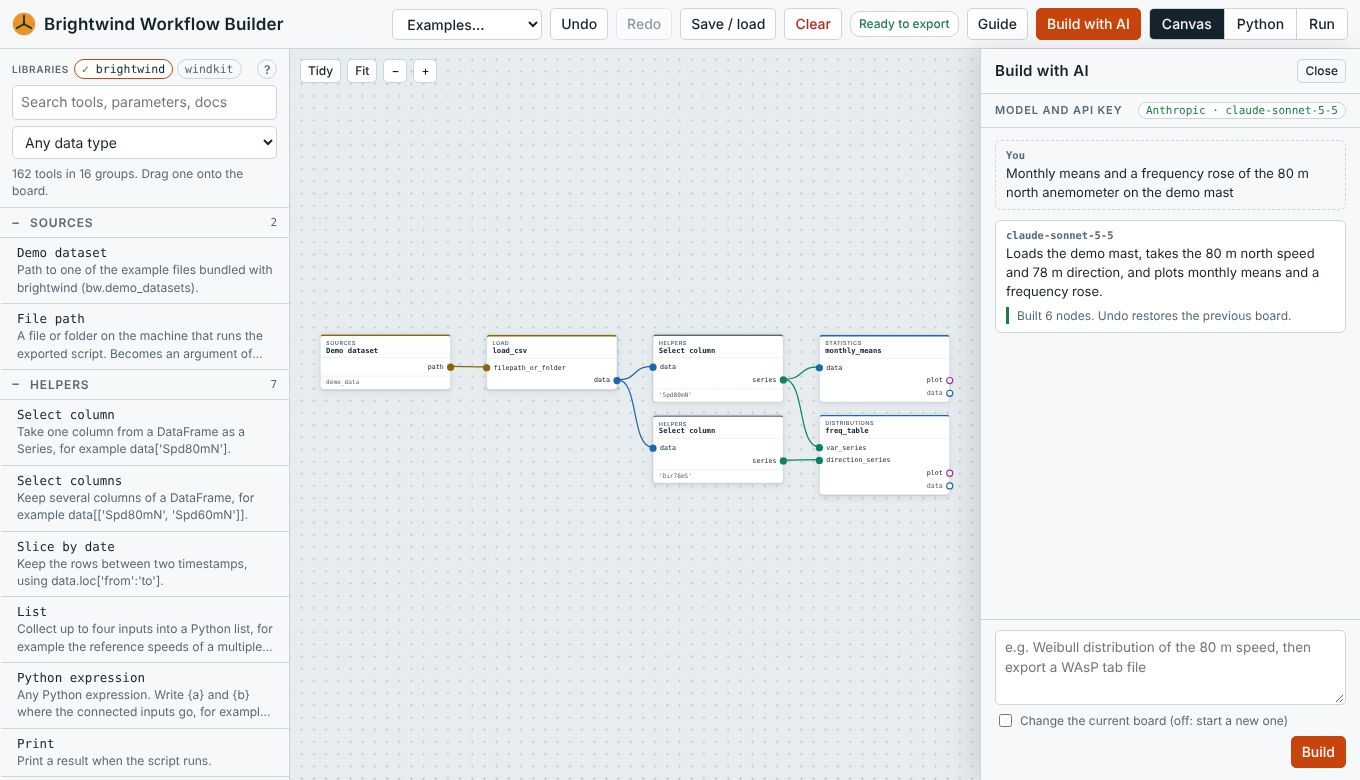 Brightwind Workflow Builder
Examples...
Undo
Redo
Save / load
Clear
Ready to export
Guide
Build with AI
Canvas
Python
Run
LIBRARIES
✓ brightwind
windkit
?
Search tools, parameters, docs
Any data type
162 tools in 16 groups. Drag one onto the
board.
− SOURCES 2
Demo dataset
Path to one of the example files bundled with
brightwind (bw.demo_datasets).
File path
A file or folder on the machine that runs the
exported script. Becomes an argument of...
− HELPERS 7
Select column
Take one column from a DataFrame as a
Series, for example data['Spd80mN'].
Select columns
Keep several columns of a DataFrame, for
example data[['Spd80mN', 'Spd60mN']].
Slice by date
Keep the rows between two timestamps,
using data.loc['from':'to'].
List
Collect up to four inputs into a Python list, for
example the reference speeds of a multiple...
Python expression
Any Python expression. Write {a} and {b}
where the connected inputs go, for exampl...
Print
Print a result when the script runs.
Tidy
Fit
−
+
SOURCES
Demo dataset
path
demo_data
LOAD
load_csv
filepath_or_folder
data
HELPERS
Select column
data
series
'Spd80mN'
HELPERS
Select column
data
series
'Dir78mS'
STATISTICS
monthly_means
data
plot
data
DISTRIBUTIONS
freq_table
var_series
direction_series
plot
data
Build with AI
Close
MODEL AND API KEY
Anthropic · claude-sonnet-5-5
You
Monthly means and a frequency rose of the 80 m
north anemometer on the demo mast
claude-sonnet-5-5
Loads the demo mast, takes the 80 m north speed
and 78 m direction, and plots monthly means and a
frequency rose.
Built 6 nodes. Undo restores the previous board.
e.g. Weibull distribution of the 80 m speed, then
export a WAsP tab file
Change the current board (off: start a new one)
Build